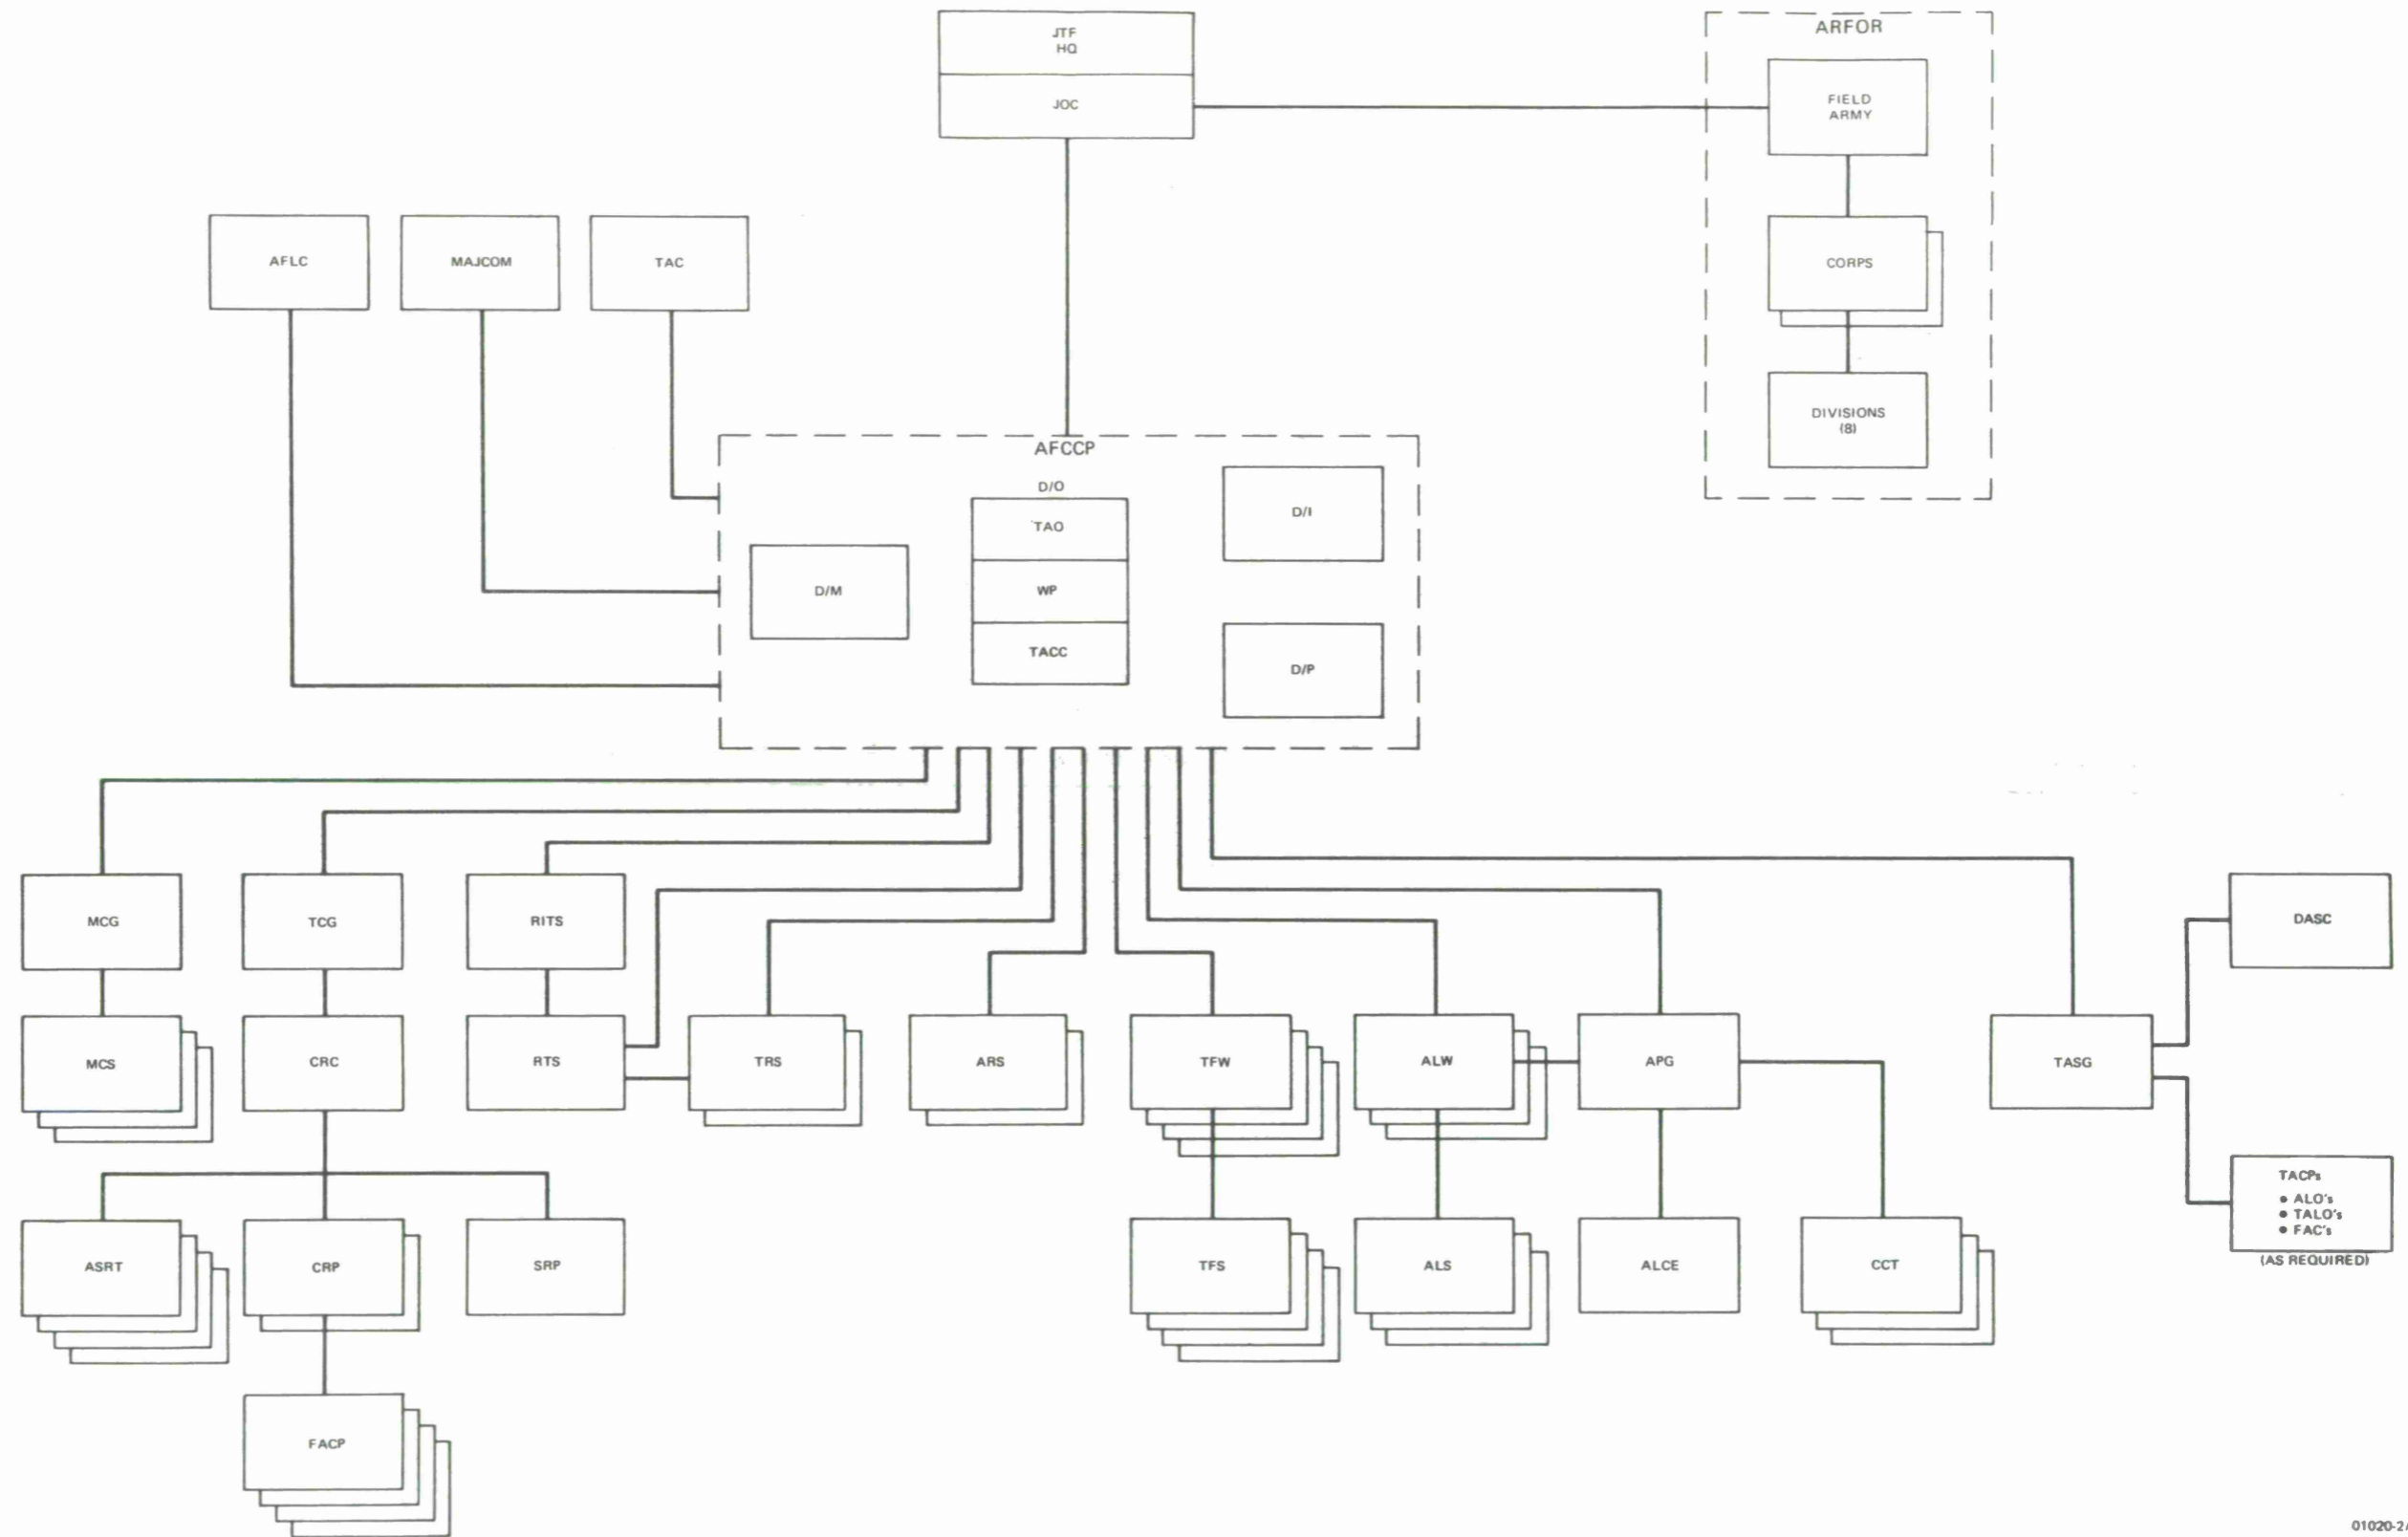 JTF
HQ
JOC
ARFOR
FIELD
ARMY
CORPS
DIVISIONS
(8)
AFLC
MAJCOM
TAC
AFCCP
D/O
TAO
WP
TACC
D/M
D/I
D/P
MCG
TCG
RITS
DASC
MCS
CRC
RTS
TRS
ARS
TFW
ALW
APG
TASG
TACPs
• ALO's
• TALO's
• FAC's
(AS REQUIRED)
ASRT
CRP
SRP
TFS
ALS
ALCE
CCT
FACP